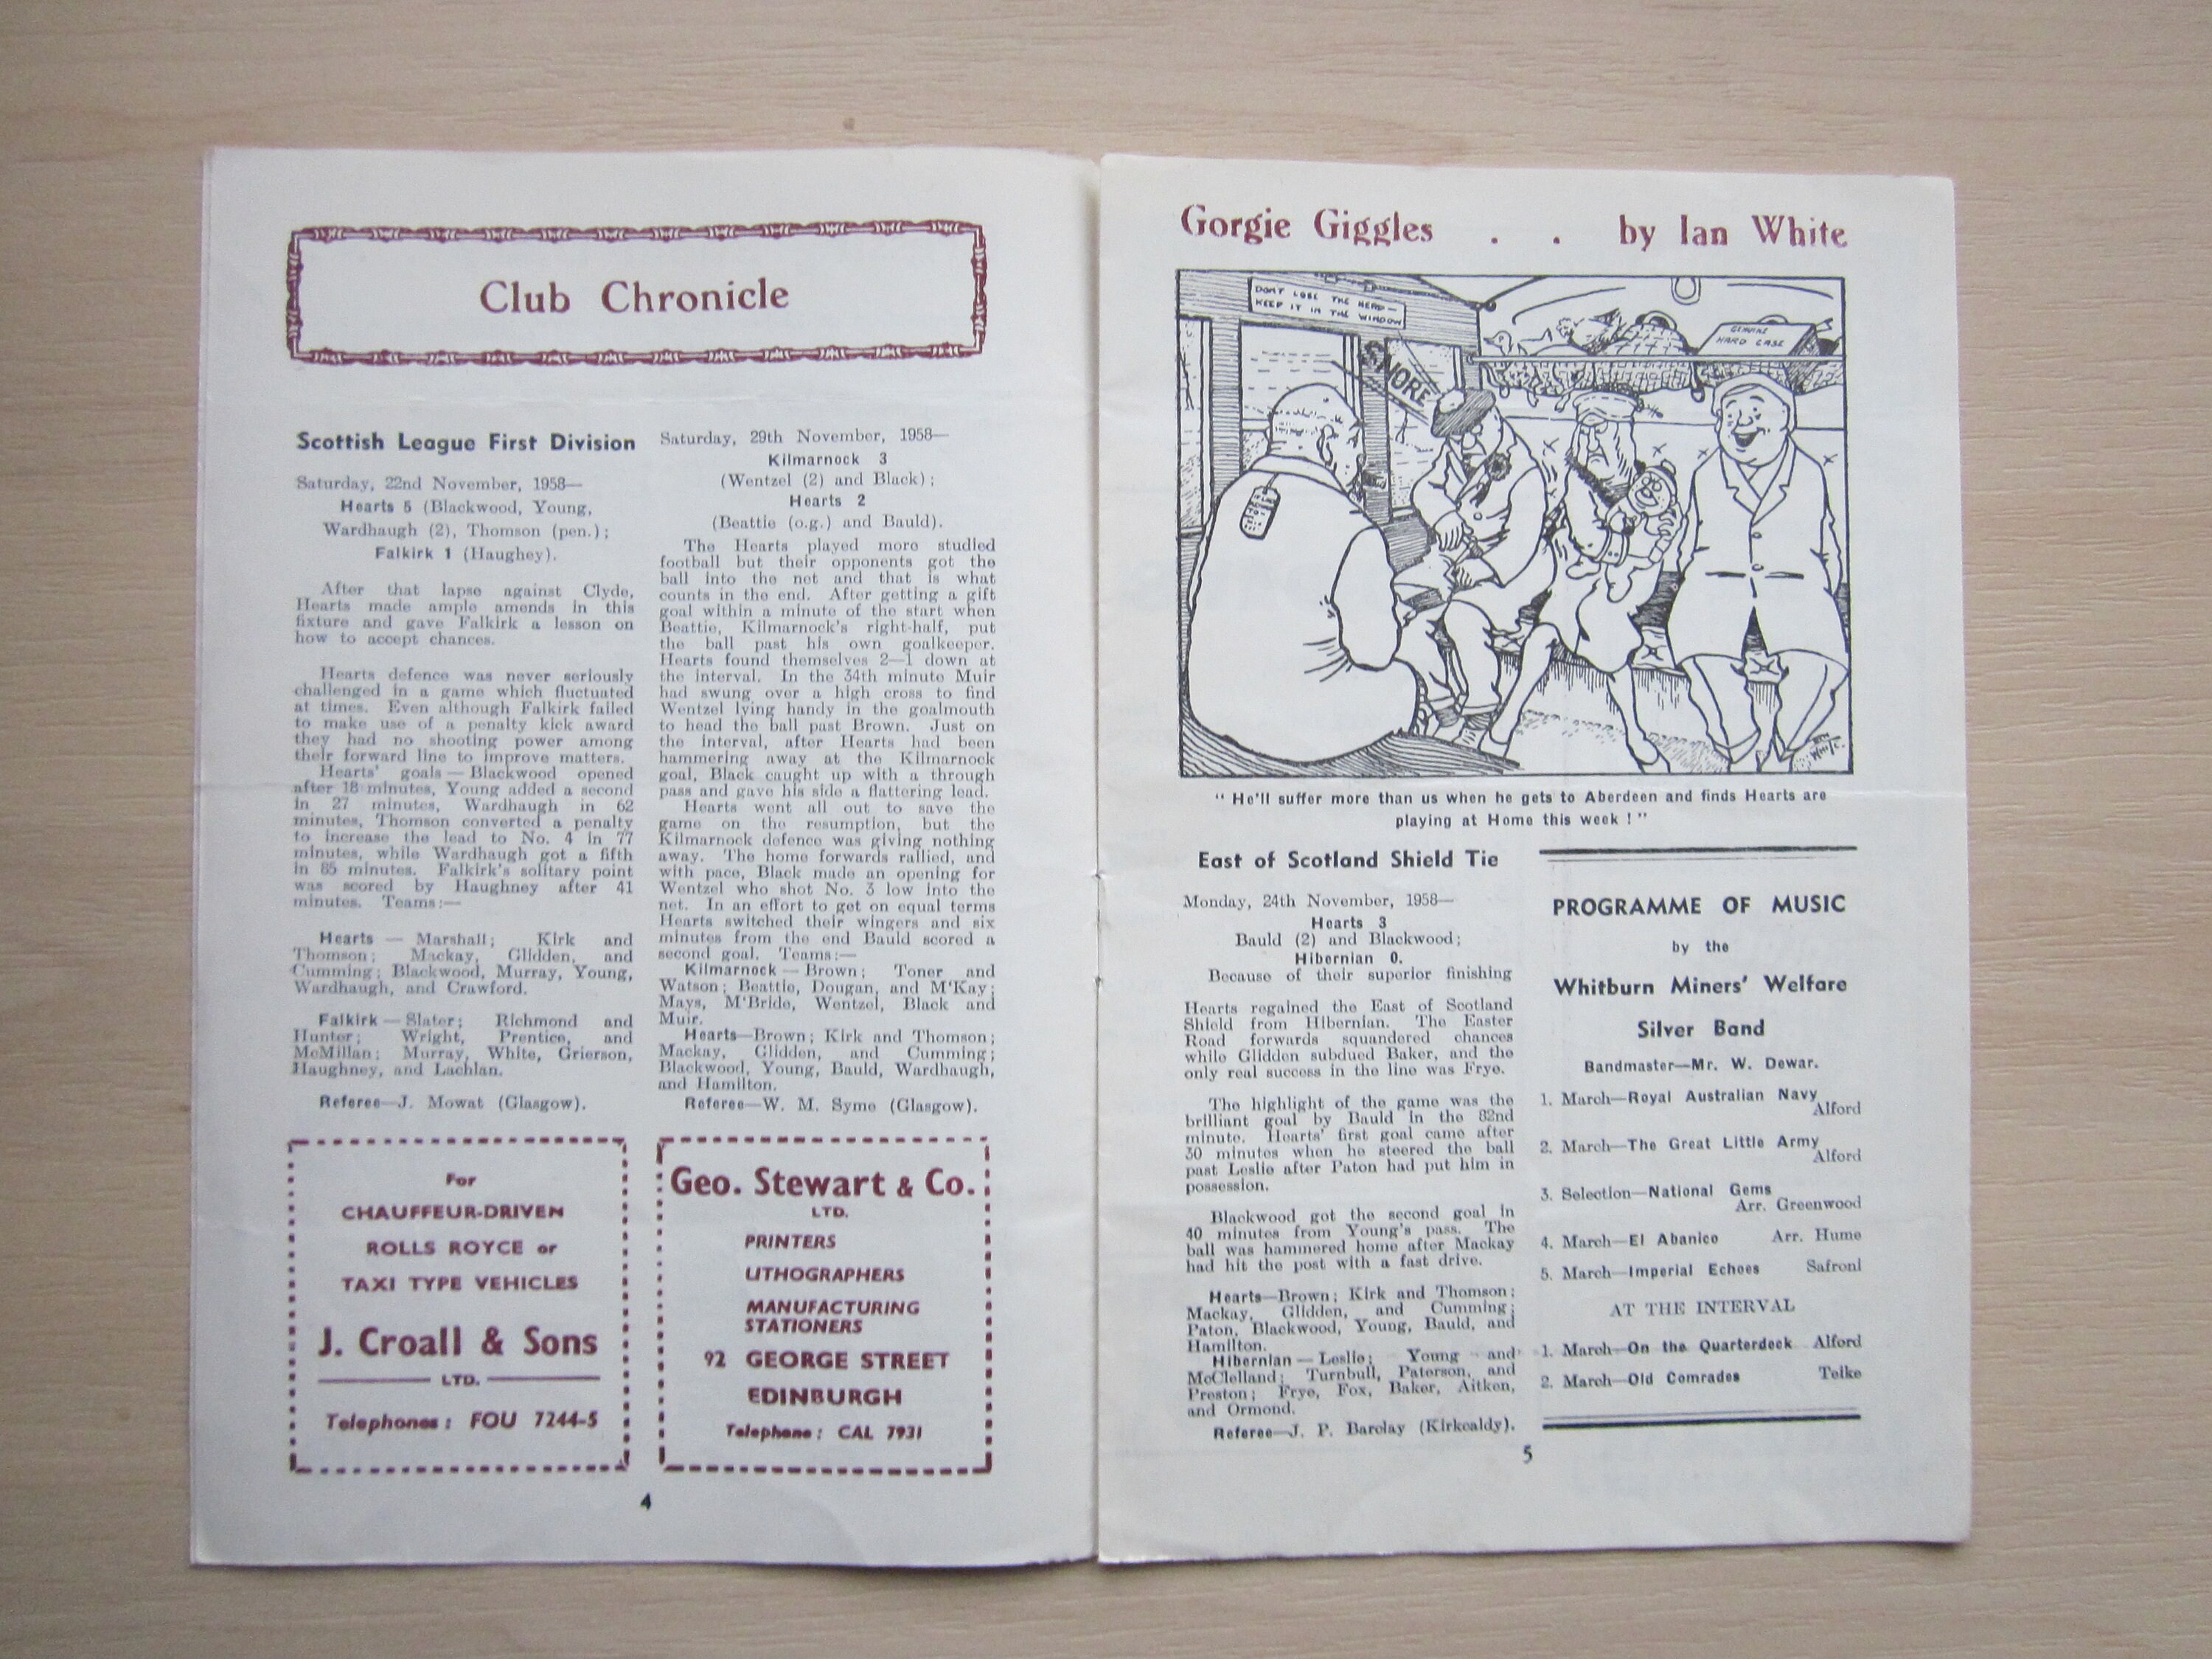 Club Chronicle
Scottish League First Division
Saturday, 22nd November, 1958—
Hearts 5 (Blackwood, Young,
Wardhaugh (2), Thomson (pen.);
Falkirk 1 (Haughey).
After that lapse against Clyde,
Hearts made ample amends in this
fixture and gave Falkirk a lesson on
how to accept chances.
Hearts defence was never seriously
challenged in a game which fluctuated
at times. Even although Falkirk failed
to make use of a penalty kick award
they had no shooting power among
their forward line to improve matters.
Hearts' goals — Blackwood opened
after 18 minutes, Young added a second
in 27 minutes, Wardhaugh in 62
minutes, Thomson converted a penalty
to increase the lead to No. 4 in 77
minutes, while Wardhaugh got a fifth
in 85 minutes. Falkirk's solitary point
was scored by Haughney after 41
minutes. Teams:—
Hearts — Marshall; Kirk and
Thomson; Mackay, Glidden, and
Cumming; Blackwood, Murray, Young,
Wardhaugh, and Crawford.
Falkirk — Slater; Richmond and
Hunter; Wright, Prentice, and
McMillan; Murray, White, Grierson,
Haughney, and Lachlan.
Referee—J. Mowat (Glasgow).
Saturday, 29th November, 1958—
Kilmarnock 3
(Wentzel (2) and Black);
Hearts 2
(Beattie (o.g.) and Bauld).
The Hearts played more studied
football but their opponents got the
ball into the net and that is what
counts in the end. After getting a gift
goal within a minute of the start when
Beattie, Kilmarnock's right-half, put
the ball past his own goalkeeper.
Hearts found themselves 2—1 down at
the interval. In the 34th minute Muir
had swung over a high cross to find
Wentzel lying handy in the goalmouth
to head the ball past Brown. Just on
the interval, after Hearts had been
hammering away at the Kilmarnock
goal, Black caught up with a through
pass and gave his side a flattering lead.
Hearts went all out to save the
game on the resumption, but the
Kilmarnock defence was giving nothing
away. The home forwards rallied, and
with pace, Black made an opening for
Wentzel who shot No. 3 low into the
net. In an effort to get on equal terms
Hearts switched their wingers and six
minutes from the end Bauld scored a
second goal. Teams:—
Kilmarnock — Brown; Toner and
Watson; Beattie, Dougan, and M'Kay;
Mays, M'Bride, Wentzel, Black and
Muir.
Hearts—Brown; Kirk and Thomson;
Mackay, Glidden, and Cumming;
Blackwood, Young, Bauld, Wardhaugh,
and Hamilton.
Referee—W. M. Syme (Glasgow).
For
CHAUFFEUR-DRIVEN
ROLLS ROYCE or
TAXI TYPE VEHICLES
J. Croall & Sons
LTD.
Telephones: FOU 7244-5
Geo. Stewart & Co.
LTD.
PRINTERS
LITHOGRAPHERS
MANUFACTURING
STATIONERS
92 GEORGE STREET
EDINBURGH
Telephone: CAL 7931
4
Gorgie Giggles . . by Ian White
DON'T LOSE THE HEAD—
KEEP IT IN THE WINDOW
SNORE
GENUINE
HARD CASE
IAN
WHITE
" He'll suffer more than us when he gets to Aberdeen and finds Hearts are
playing at Home this week ! "
East of Scotland Shield Tie
Monday, 24th November, 1958—
Hearts 3
Bauld (2) and Blackwood;
Hibernian 0.
Because of their superior finishing
Hearts regained the East of Scotland
Shield from Hibernian. The Easter
Road forwards squandered chances
while Glidden subdued Baker, and the
only real success in the line was Frye.
The highlight of the game was the
brilliant goal by Bauld in the 82nd
minute. Hearts' first goal came after
30 minutes when he steered the ball
past Leslie after Paton had put him in
possession.
Blackwood got the second goal in
40 minutes from Young's pass. The
ball was hammered home after Mackay
had hit the post with a fast drive.
Hearts—Brown; Kirk and Thomson;
Mackay, Glidden, and Cumming;
Paton, Blackwood, Young, Bauld, and
Hamilton.
Hibernian — Leslie; Young and
McClelland; Turnbull, Paterson, and
Preston; Frye, Fox, Baker, Aitken,
and Ormond.
Referee—J. P. Barclay (Kirkcaldy).
PROGRAMME OF MUSIC
by the
Whitburn Miners' Welfare
Silver Band
Bandmaster—Mr. W. Dewar.
1. March—Royal Australian Navy
Alford
2. March—The Great Little Army
Alford
3. Selection—National Gems
Arr. Greenwood
4. March—El Abanico Arr. Hume
5. March—Imperial Echoes Safroni
AT THE INTERVAL
1. March—On the Quarterdeck Alford
2. March—Old Comrades Teike
5